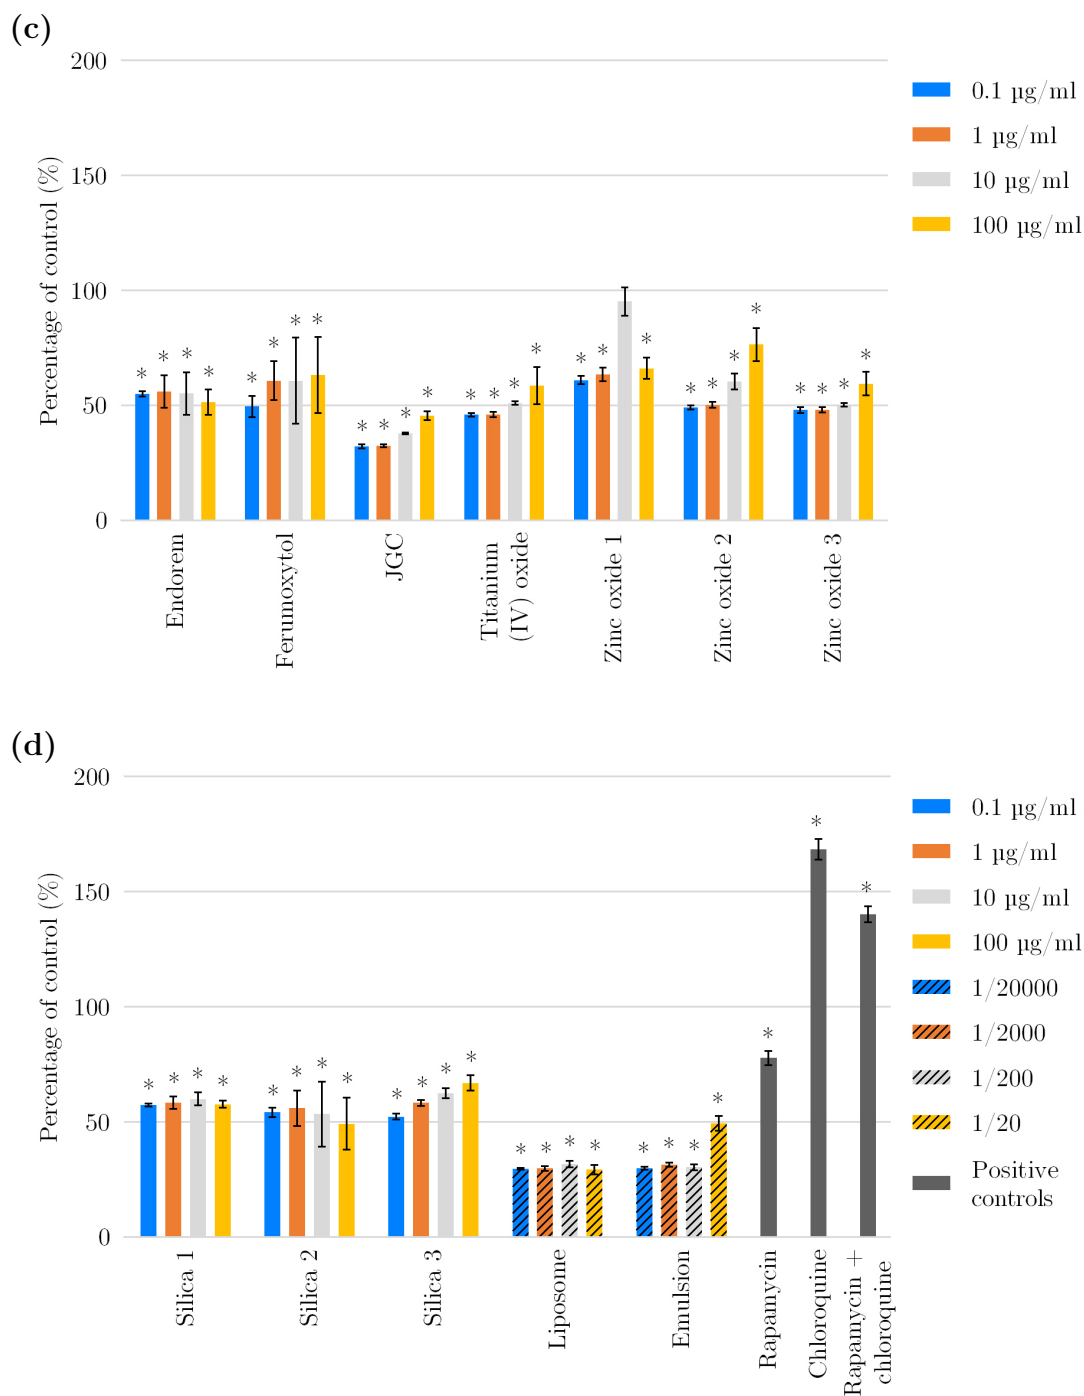 (c)
200
150
100
50
0
Percentage of control (%)
0.1 µg/ml
1 µg/ml
10 µg/ml
100 µg/ml
* * * *
* * * *
* * * *
* * * *
* * *
* * * *
* * * *
Endorem
Ferumoxytol
JGC
Titanium
(IV) oxide
Zinc oxide 1
Zinc oxide 2
Zinc oxide 3
(d)
200
150
100
50
0
Percentage of control (%)
0.1 µg/ml
1 µg/ml
10 µg/ml
100 µg/ml
1/20000
1/2000
1/200
1/20
Positive
controls
* * * *
* * * *
* * * *
* * * *
* * * *
*
*
*
Silica 1
Silica 2
Silica 3
Liposome
Emulsion
Rapamycin
Chloroquine
Rapamycin +
chloroquine